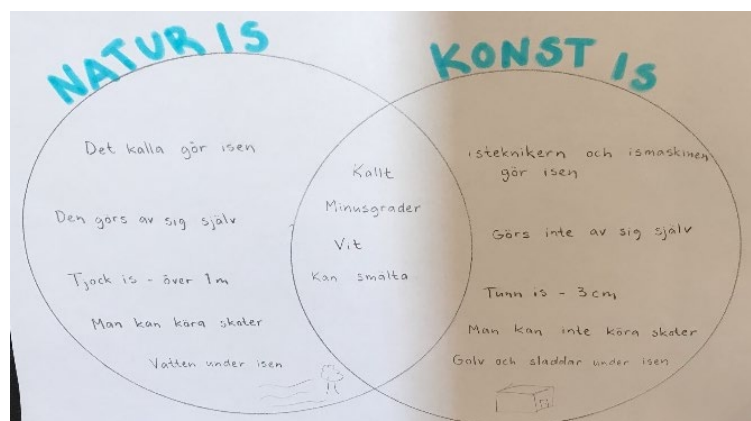 NATUR IS
Det kalla gör isen
Den görs av sig själv
Tjock is - över 1m
Man kan köra skoter
Vatten under isen
Kallt
Minusgrader
Vit
Kan smälta
KONST IS
isteknikern och ismaskinen
gör isen
Görs inte av sig själv
Tunn is - 3 cm
Man kan inte köra skoter
Golv och sladdar under isen